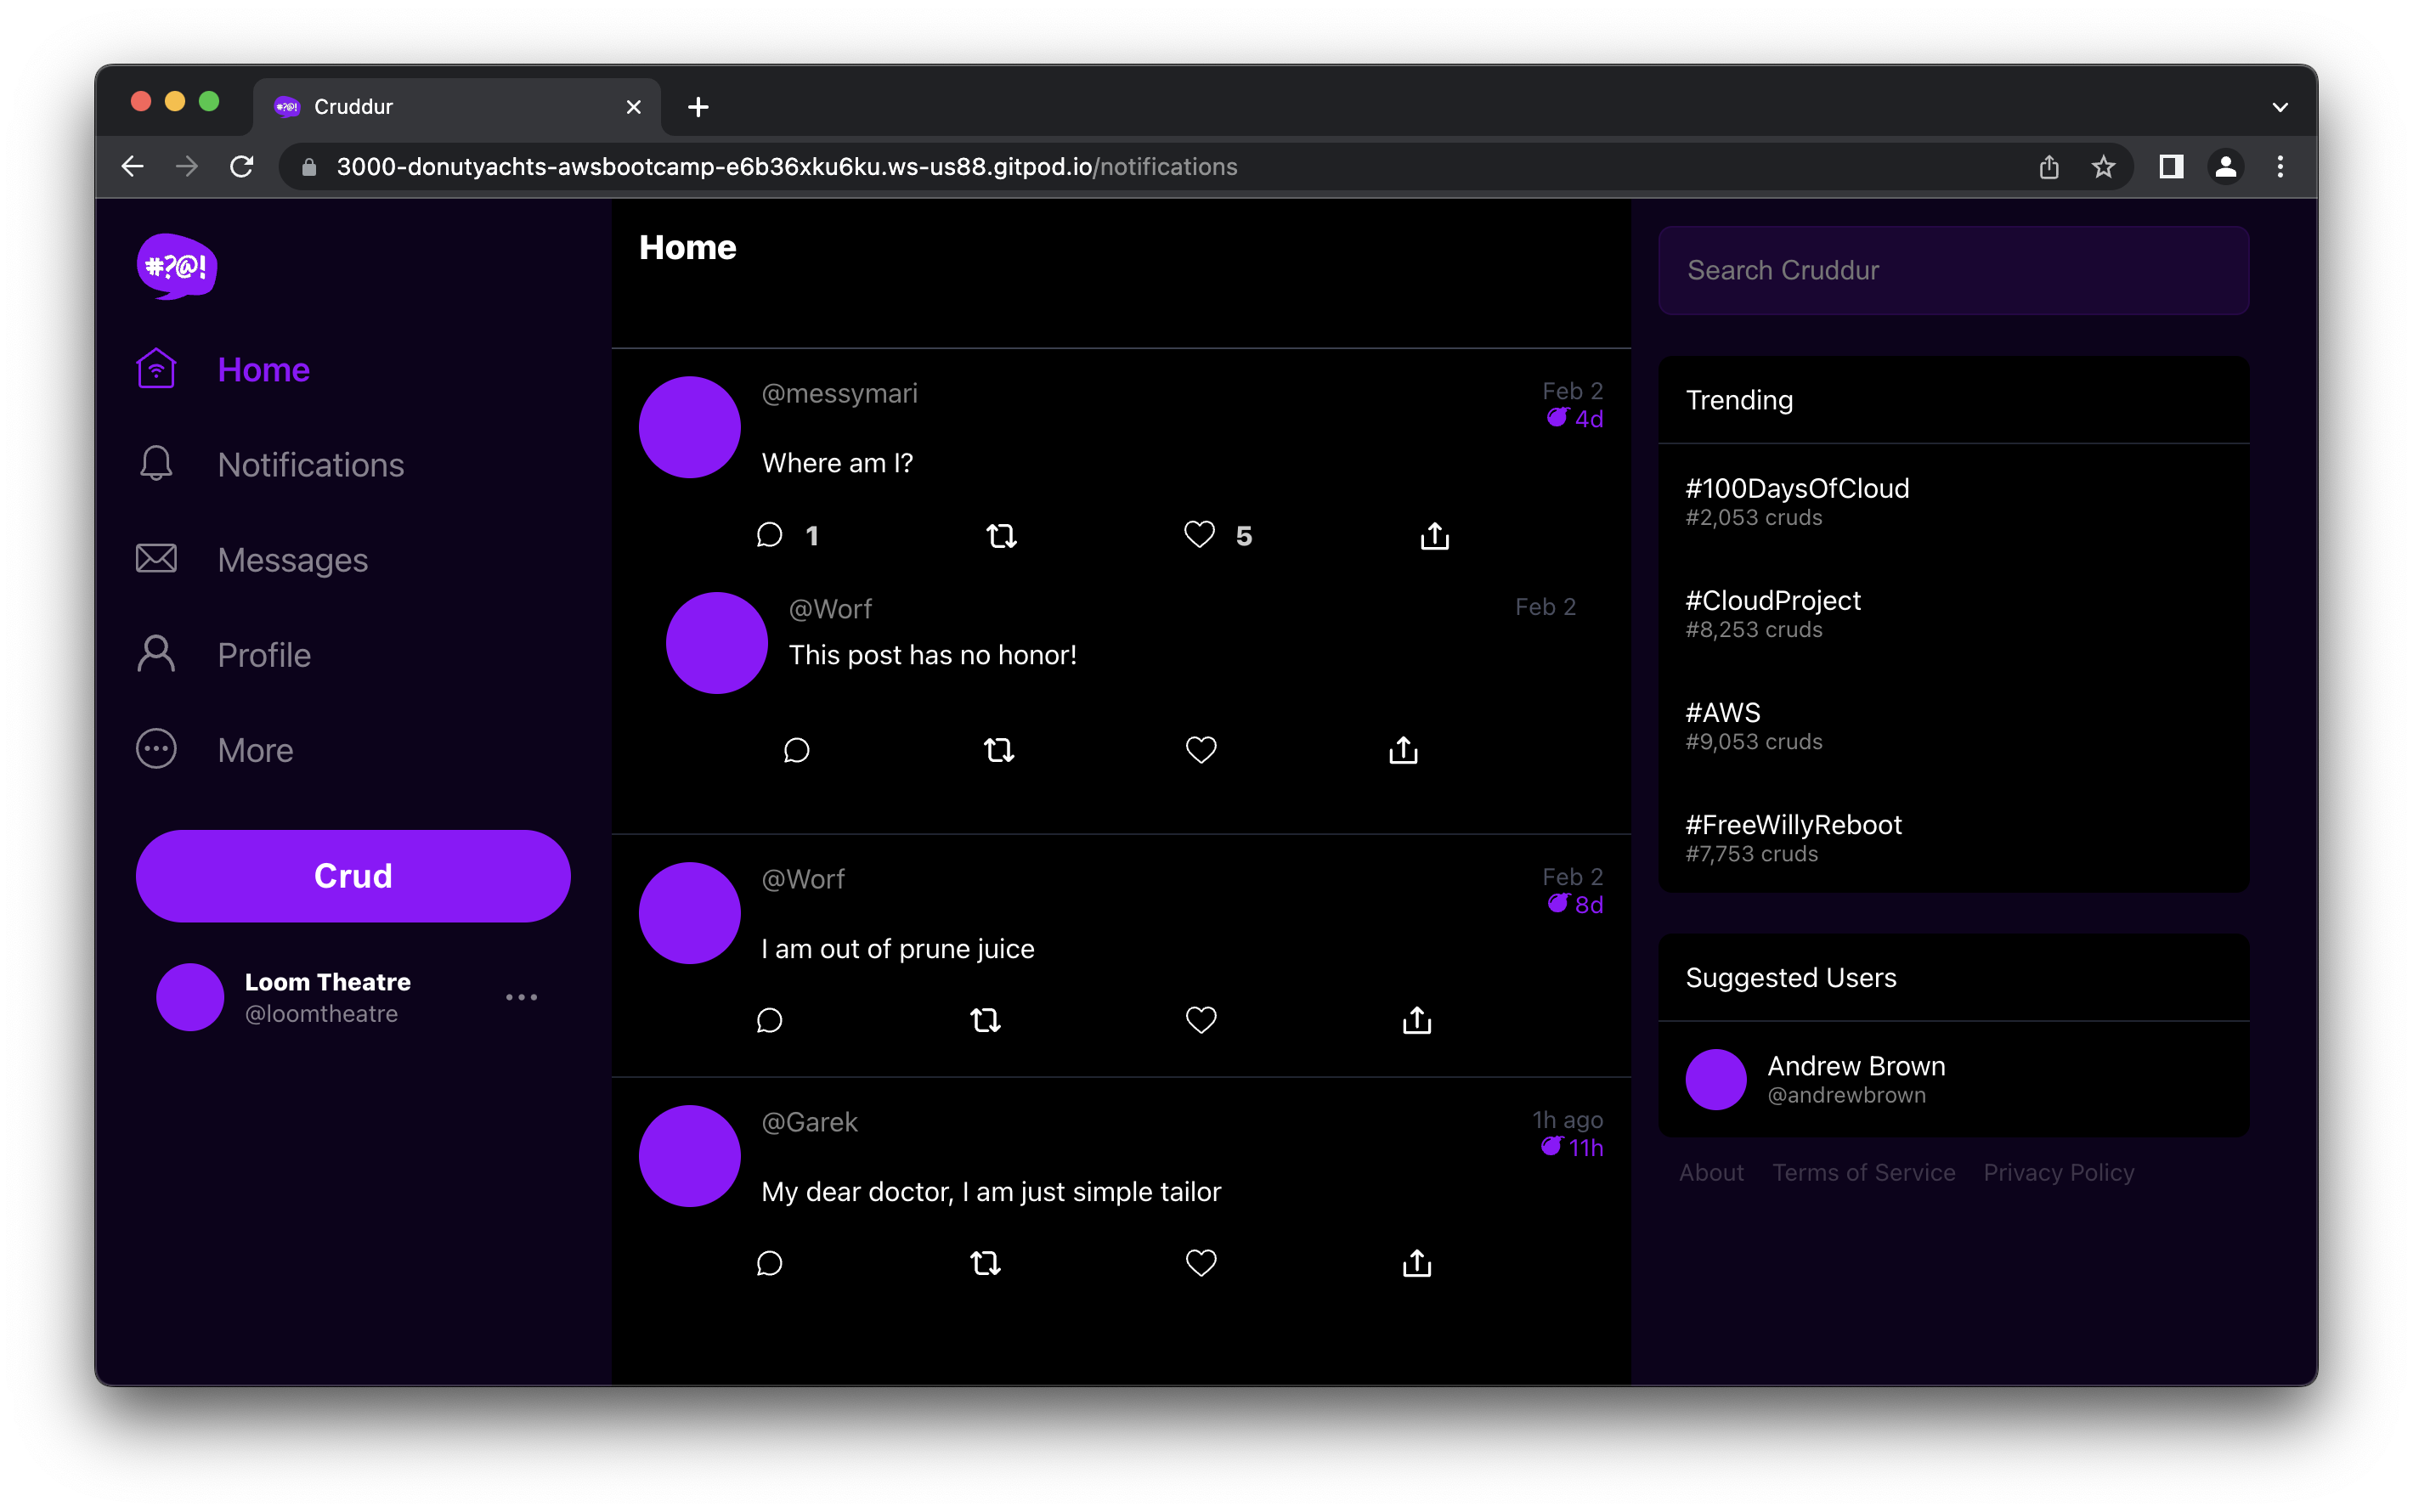 Cruddur
3000-donutyachts-awsbootcamp-e6b36xku6ku.ws-us88.gitpod.io/notifications
#?@!
Home
Notifications
Messages
Profile
More
Crud
Loom Theatre
@loomtheatre
Home
@messymari
Feb 2
4d
Where am I?
1
5
@Worf
Feb 2
This post has no honor!
@Worf
Feb 2
8d
I am out of prune juice
@Garek
1h ago
11h
My dear doctor, I am just simple tailor
Search Cruddur
Trending
#100DaysOfCloud
#2,053 cruds
#CloudProject
#8,253 cruds
#AWS
#9,053 cruds
#FreeWillyReboot
#7,753 cruds
Suggested Users
Andrew Brown
@andrewbrown
About Terms of Service Privacy Policy